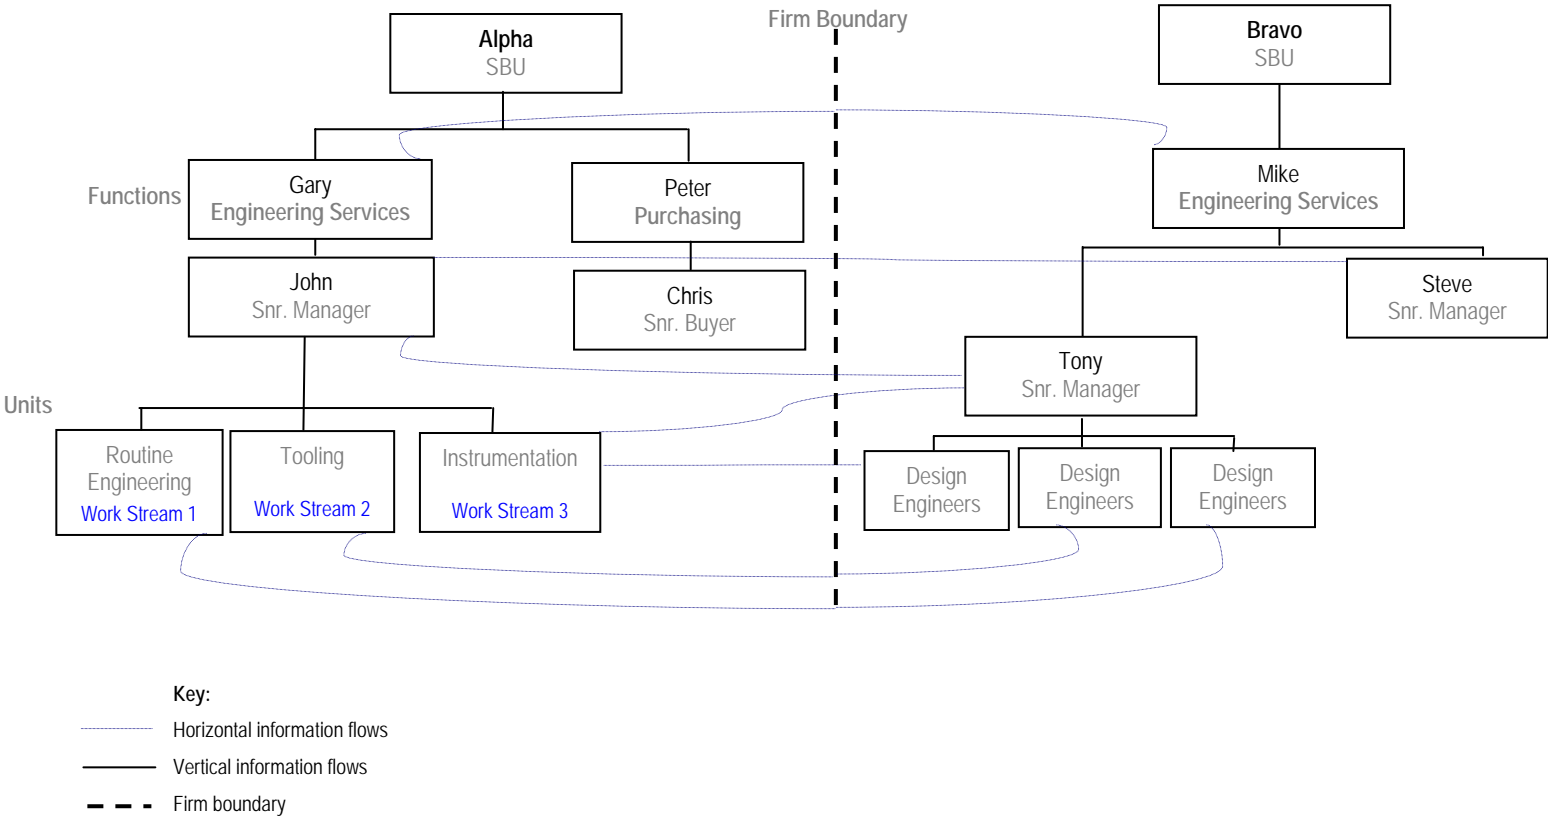 Firm Boundary
Alpha
SBU
Bravo
SBU
Functions
Gary
Engineering Services
Peter
Purchasing
Mike
Engineering Services
John
Snr. Manager
Chris
Snr. Buyer
Steve
Snr. Manager
Tony
Snr. Manager
Units
Routine
Engineering
Work Stream 1
Tooling
Work Stream 2
Instrumentation
Work Stream 3
Design
Engineers
Design
Engineers
Design
Engineers
Key:
Horizontal information flows
Vertical information flows
Firm boundary